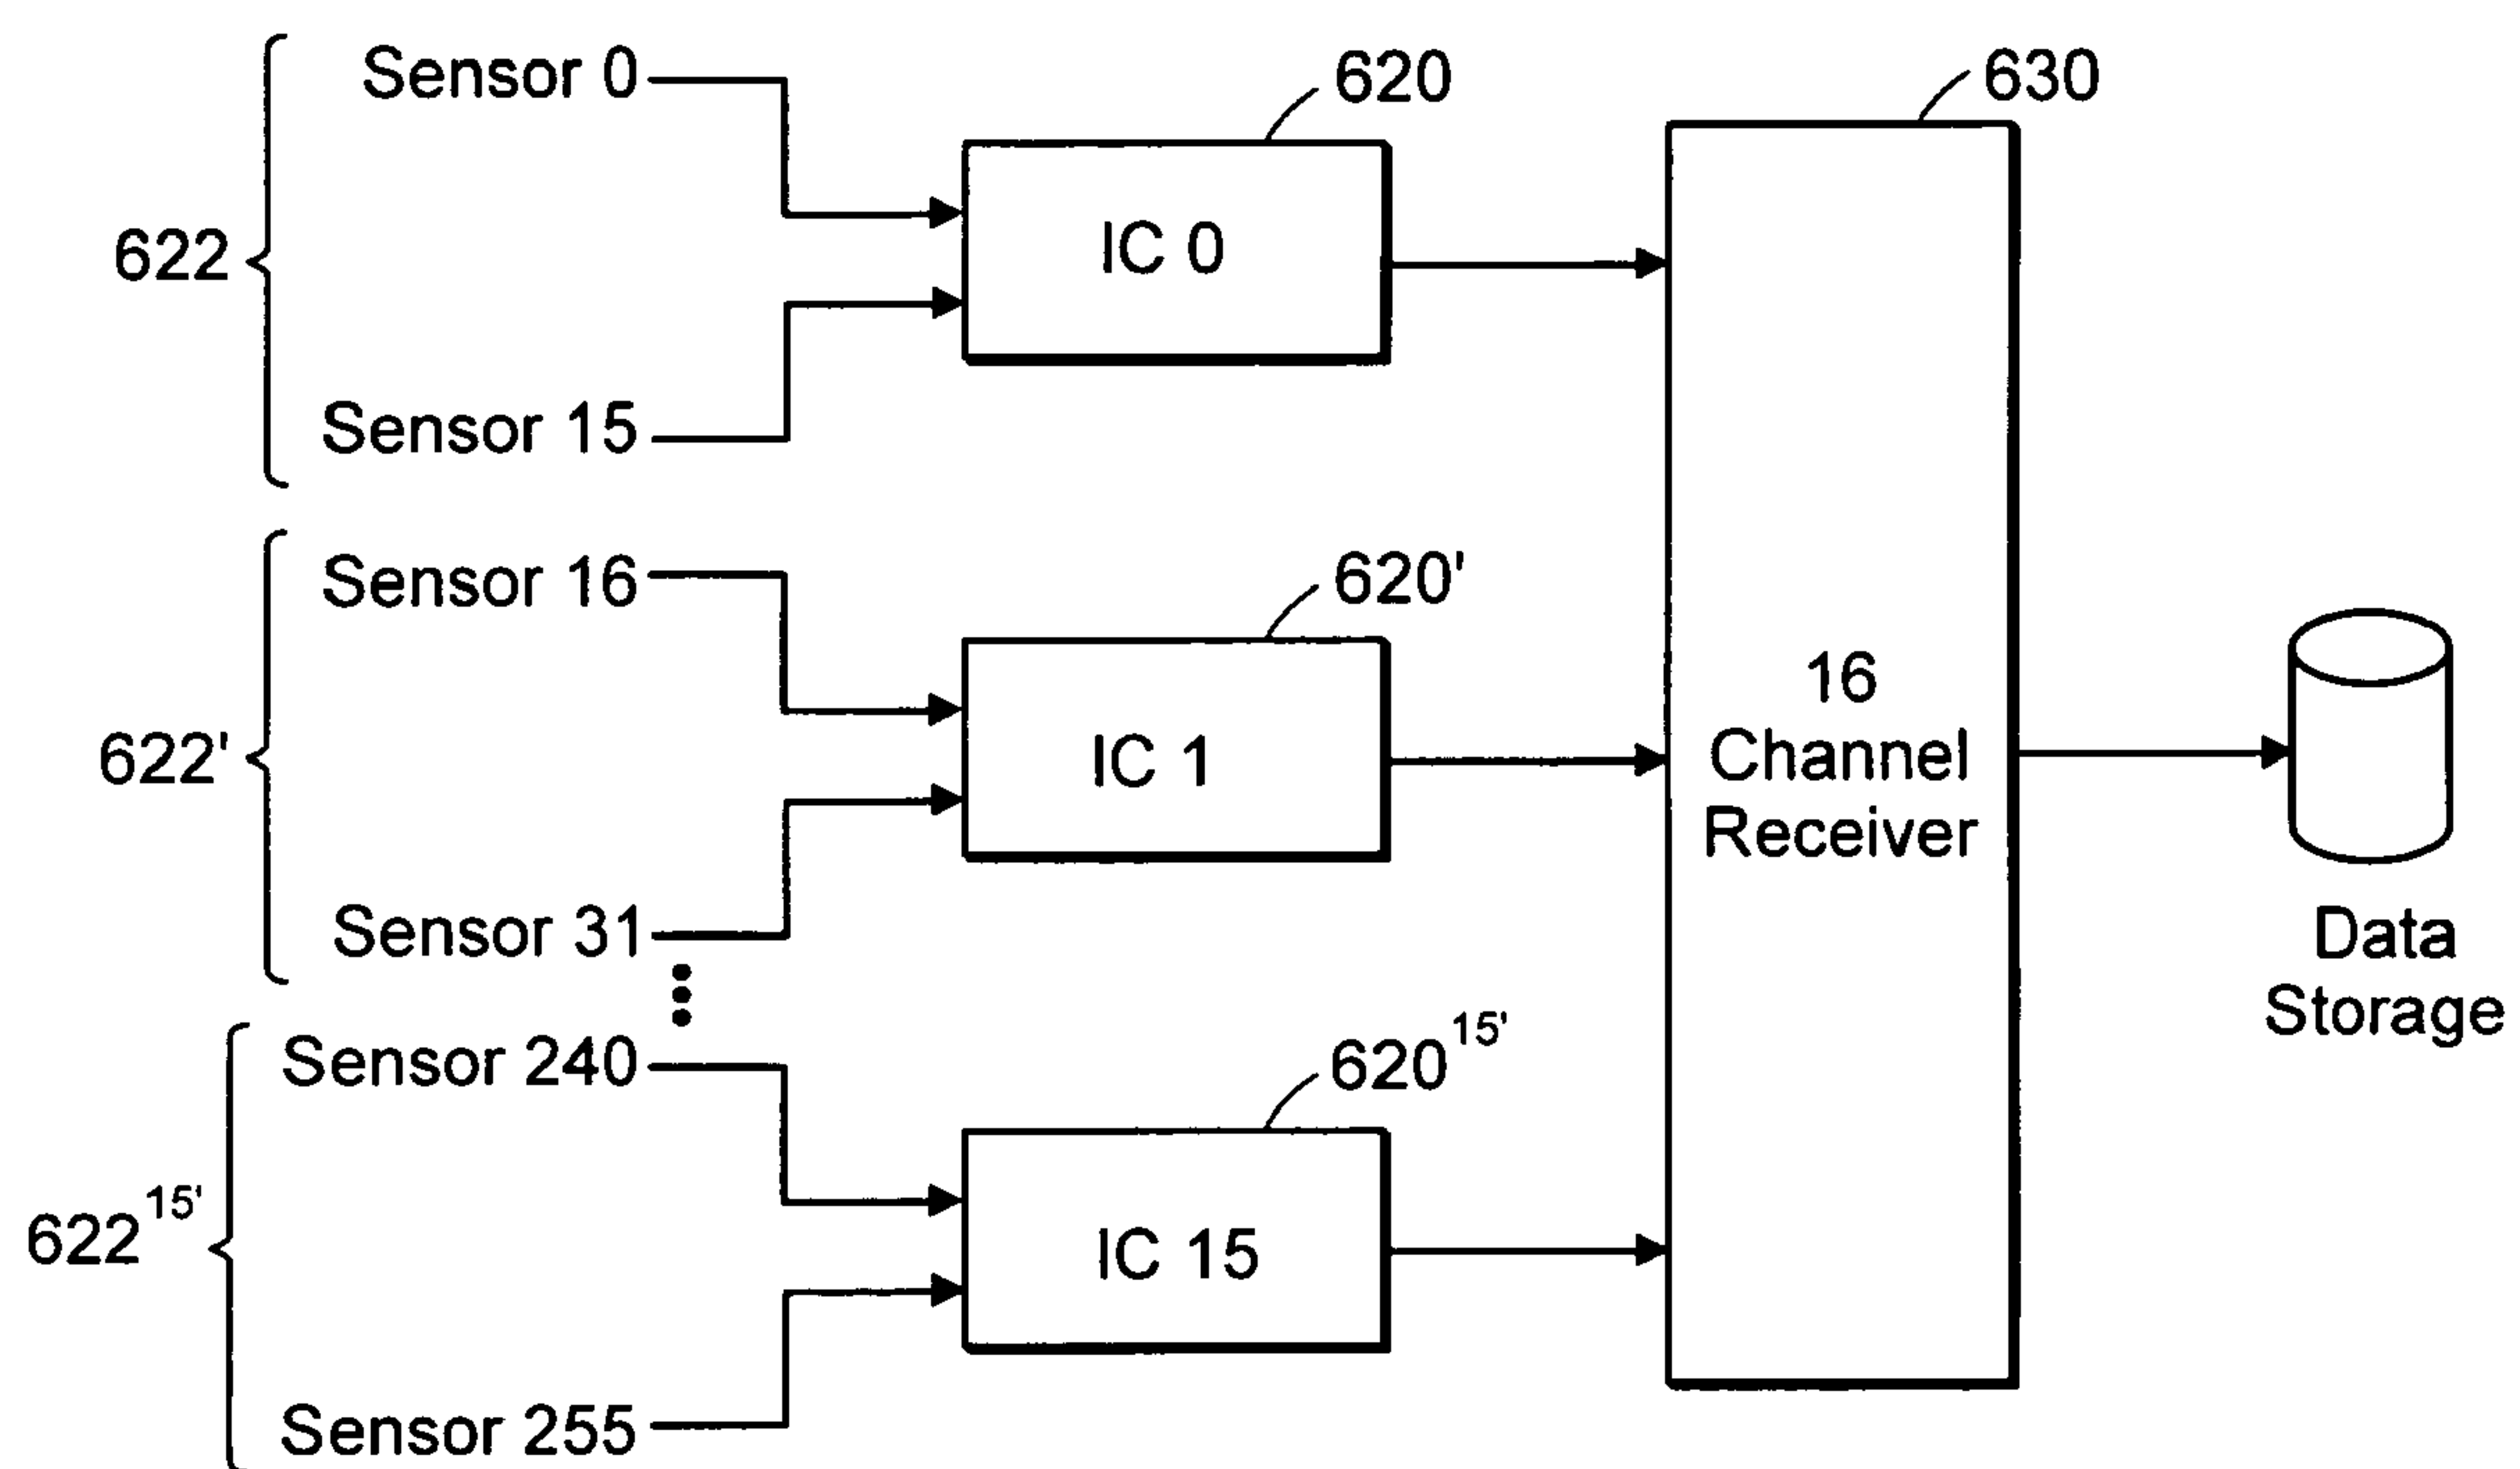 Sensor 0
620
630
IC 0
622
Sensor 15
Sensor 16
620'
622'
IC 1
16
Channel
Receiver
Sensor 31
Data
Storage
Sensor 240
620 15'
622 15'
IC 15
Sensor 255